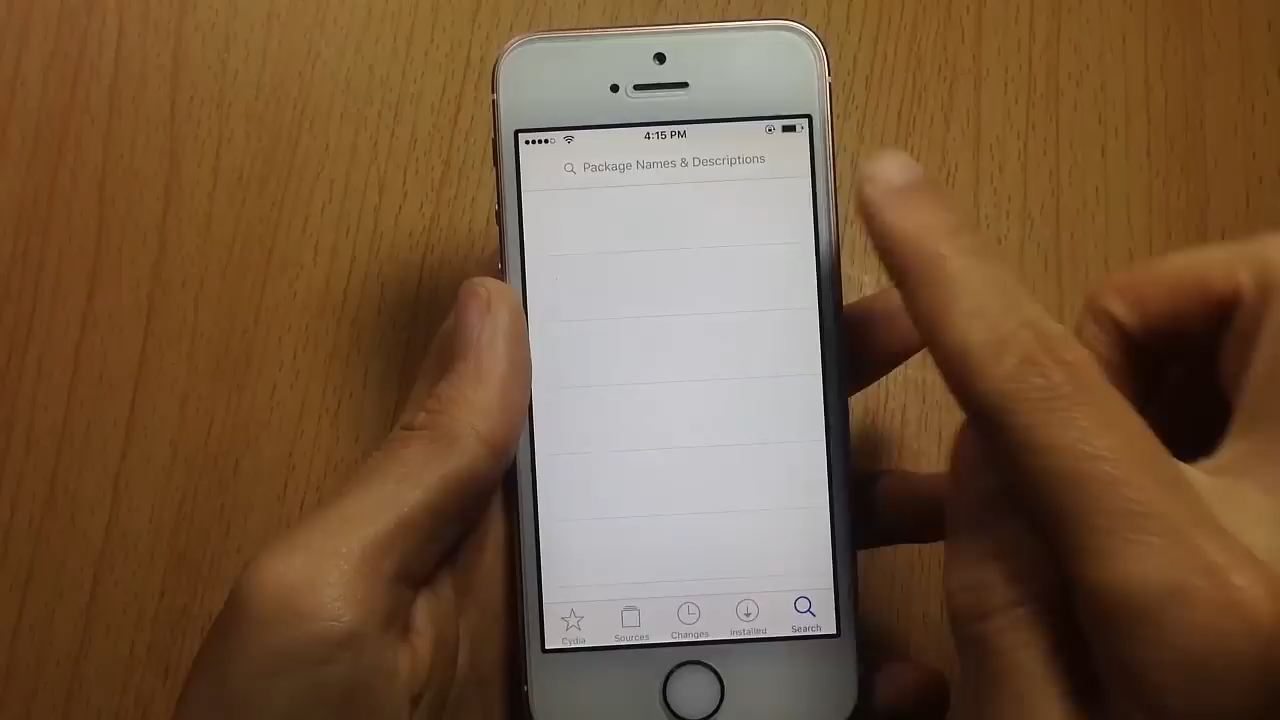 4:15 PM
Package Names & Descriptions
Cydia
Sources
Changes
Installed
Search